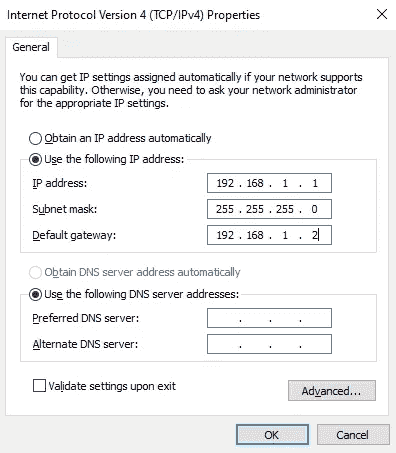 Internet Protocol Version 4 (TCP/IPv4) Properties
General
You can get IP settings assigned automatically if your network supports
this capability. Otherwise, you need to ask your network administrator
for the appropriate IP settings.
Obtain an IP address automatically
Use the following IP address:
IP address: 192 . 168 . 1 . 1
Subnet mask: 255 . 255 . 255 . 0
Default gateway: 192 . 168 . 1 . 2
Obtain DNS server address automatically
Use the following DNS server addresses:
Preferred DNS server: . . .
Alternate DNS server: . . .
Validate settings upon exit
Advanced...
OK Cancel